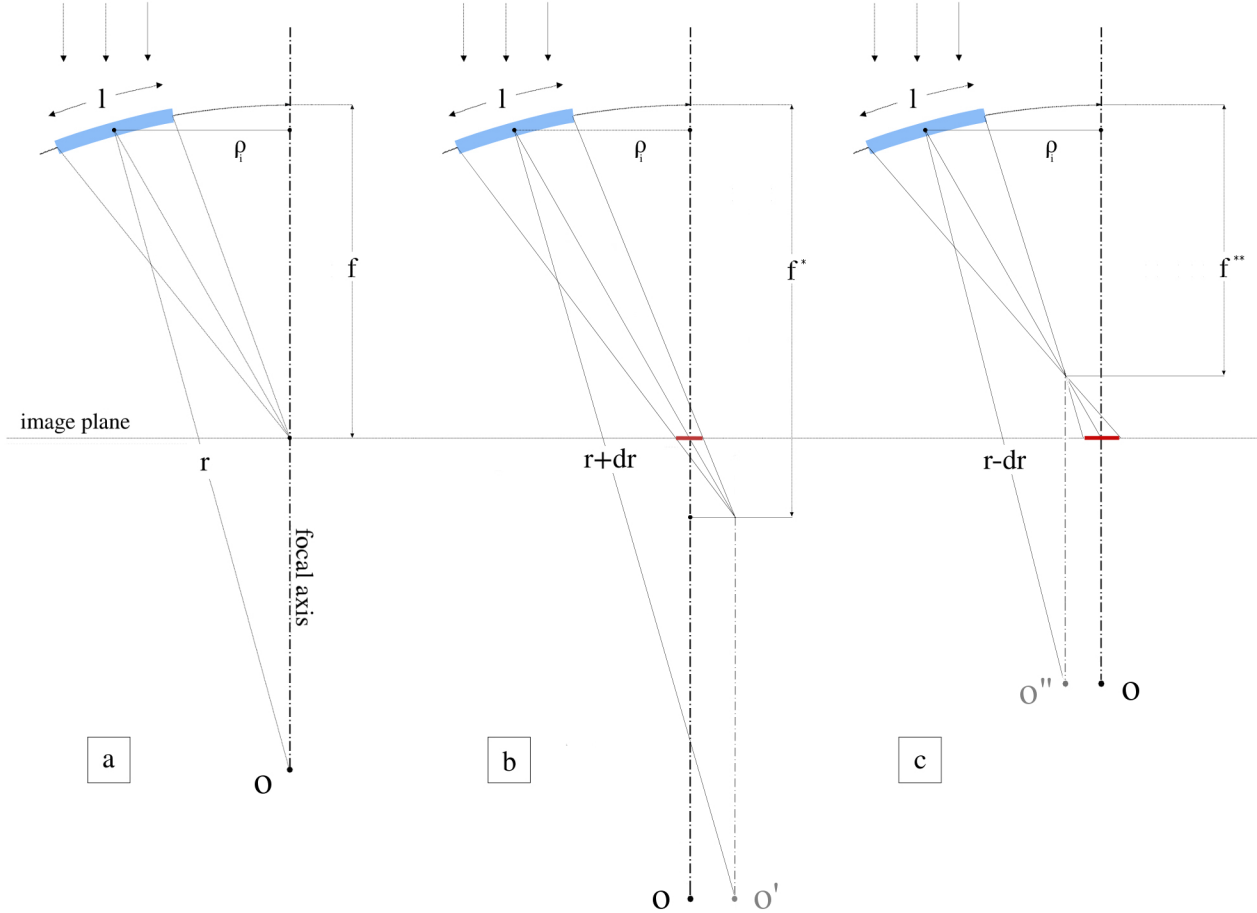 l
ρi
f
image plane
r
focal axis
a
O
l
ρi
f*
r+dr
b
O
O'
l
ρi
f**
r-dr
c
O''
O